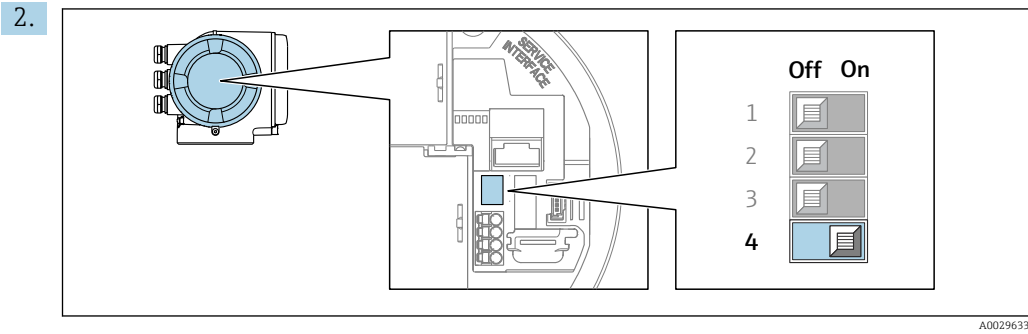 2.
SERVICE
INTERFACE
Off On
1
2
3
4
A0029633